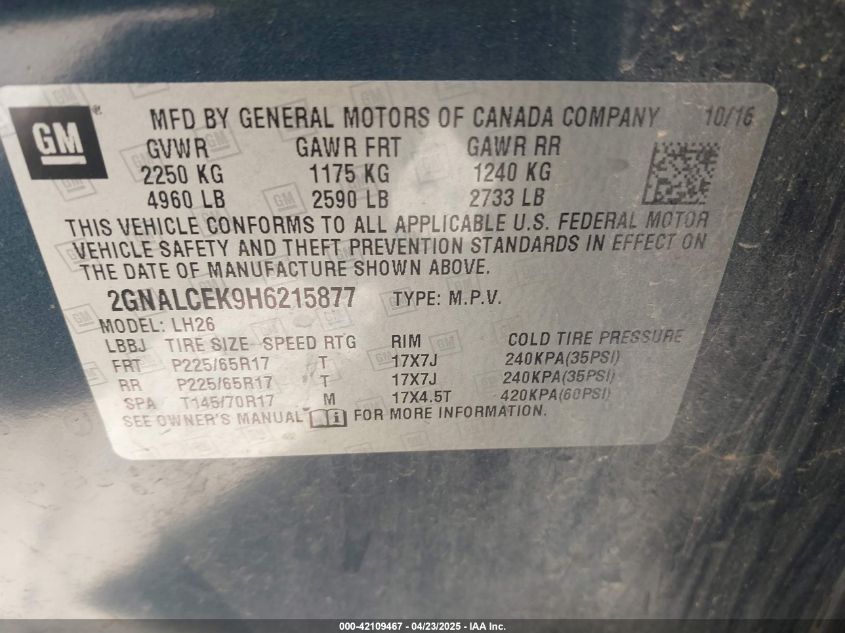 GM
MFD BY GENERAL MOTORS OF CANADA COMPANY 10/16
GVWR GAWR FRT GAWR RR
2250 KG 1175 KG 1240 KG
4960 LB 2590 LB 2733 LB
THIS VEHICLE CONFORMS TO ALL APPLICABLE U.S. FEDERAL MOTOR
VEHICLE SAFETY AND THEFT PREVENTION STANDARDS IN EFFECT ON
THE DATE OF MANUFACTURE SHOWN ABOVE.
2GNALCEK9H6215877 TYPE: M.P.V.
MODEL: LH26
LBBJ TIRE SIZE SPEED RTG RIM COLD TIRE PRESSURE
FRT P225/65R17 T 17X7J 240KPA(35PSI)
RR P225/65R17 T 17X7J 240KPA(35PSI)
SPA T145/70R17 M 17X4.5T 420KPA(60PSI)
SEE OWNER'S MANUAL FOR MORE INFORMATION.
000-42109467 - 04/23/2025 - IAA Inc.